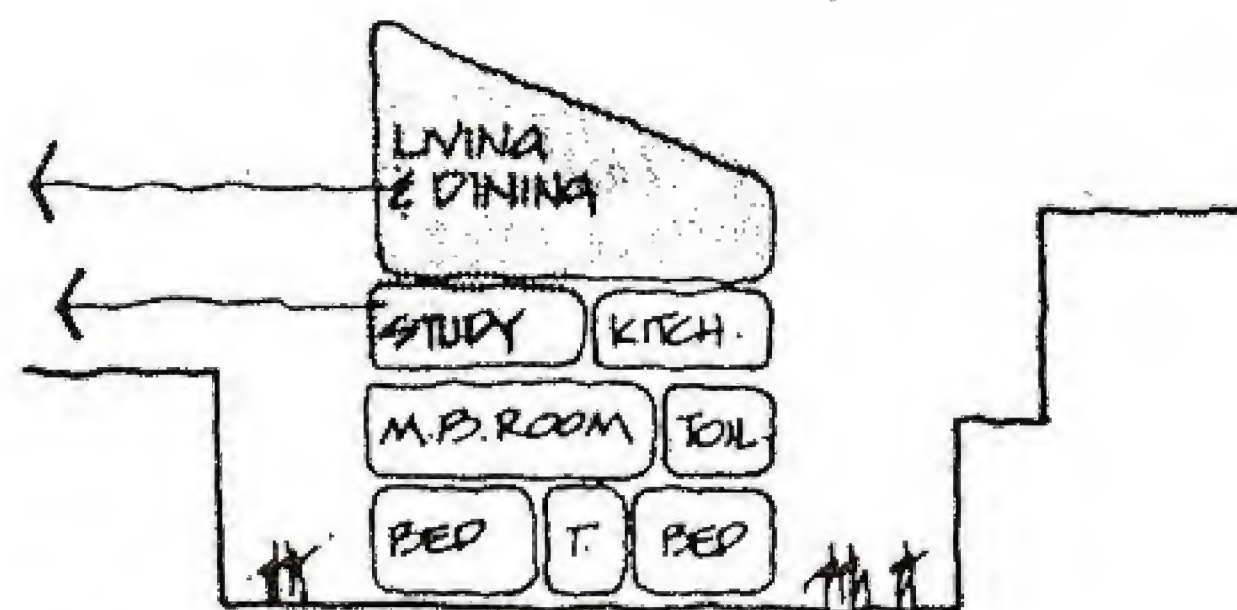 LIVING
& DINING
STUDY
KITCH.
M.B. ROOM
TOIL.
BED
T.
BED